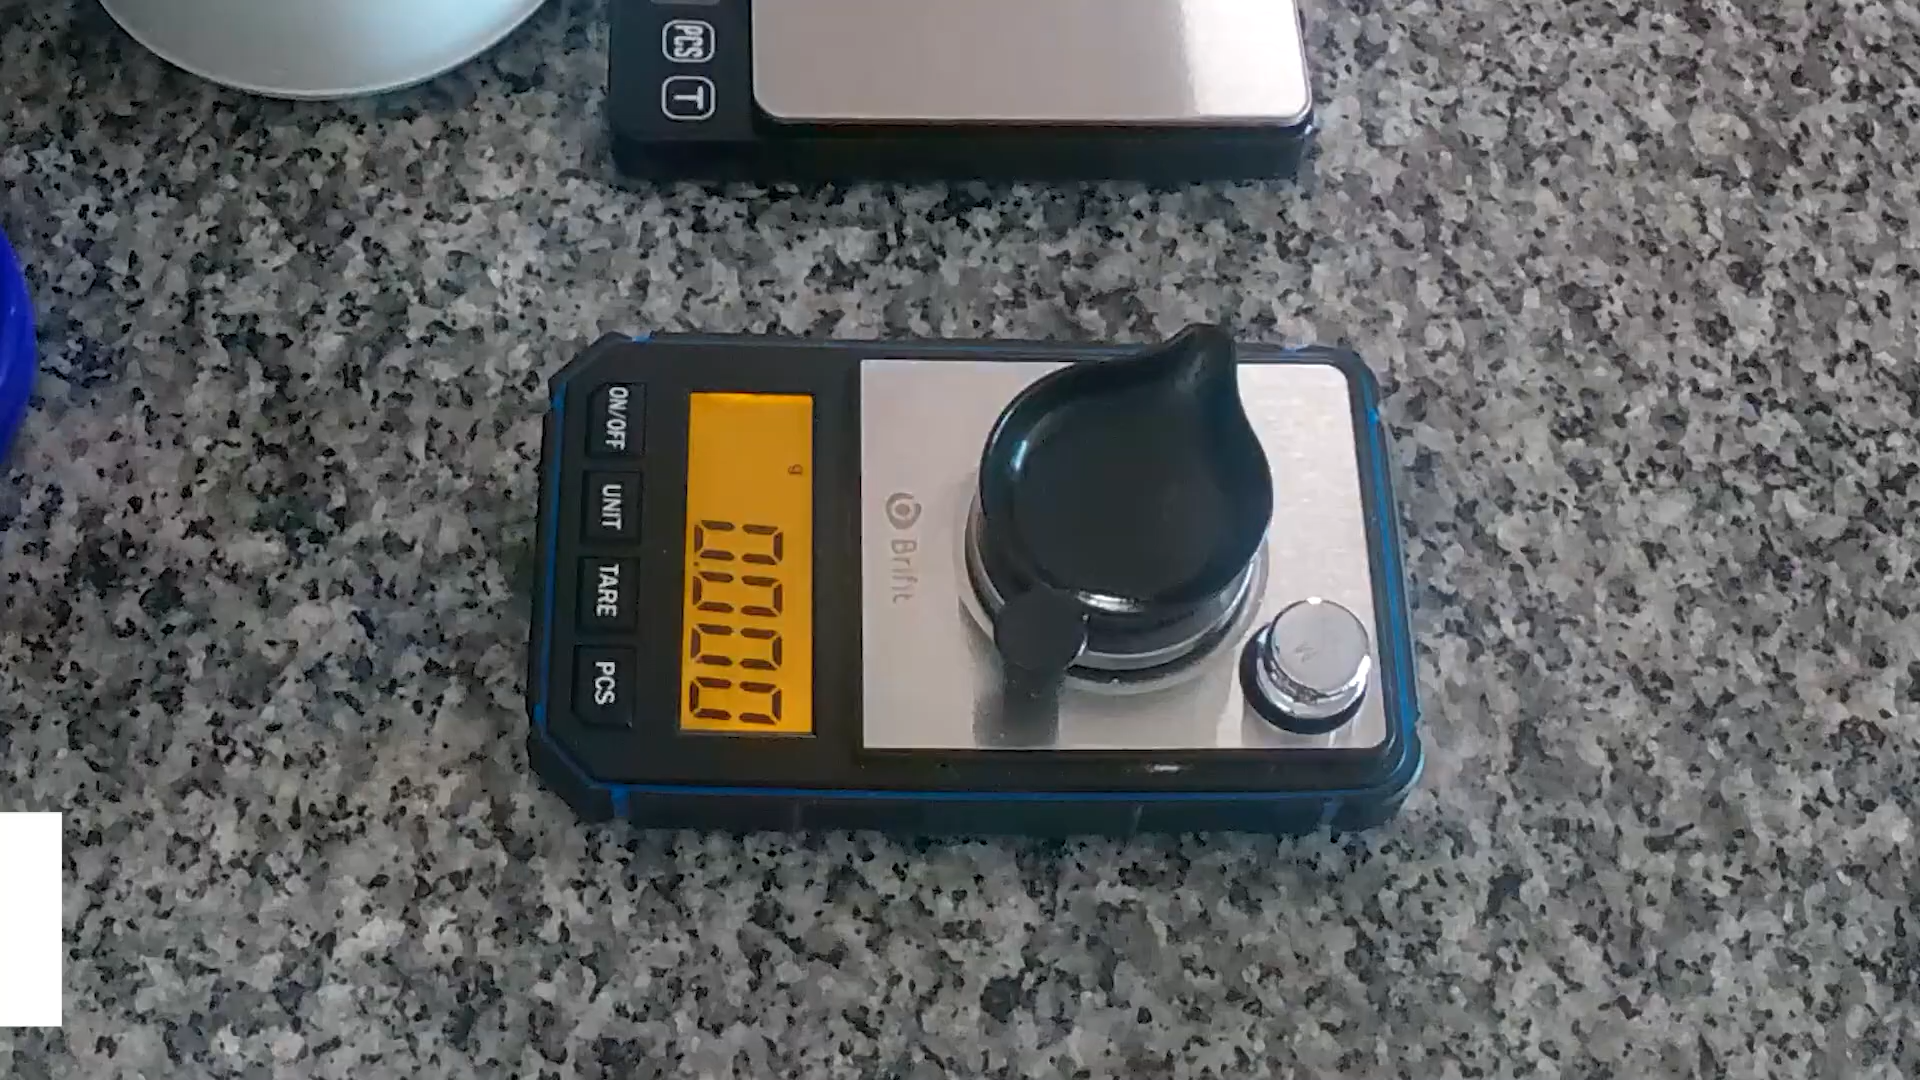 PCS
T
ON/OFF
UNIT
TARE
PCS
g
0.000
Brifit